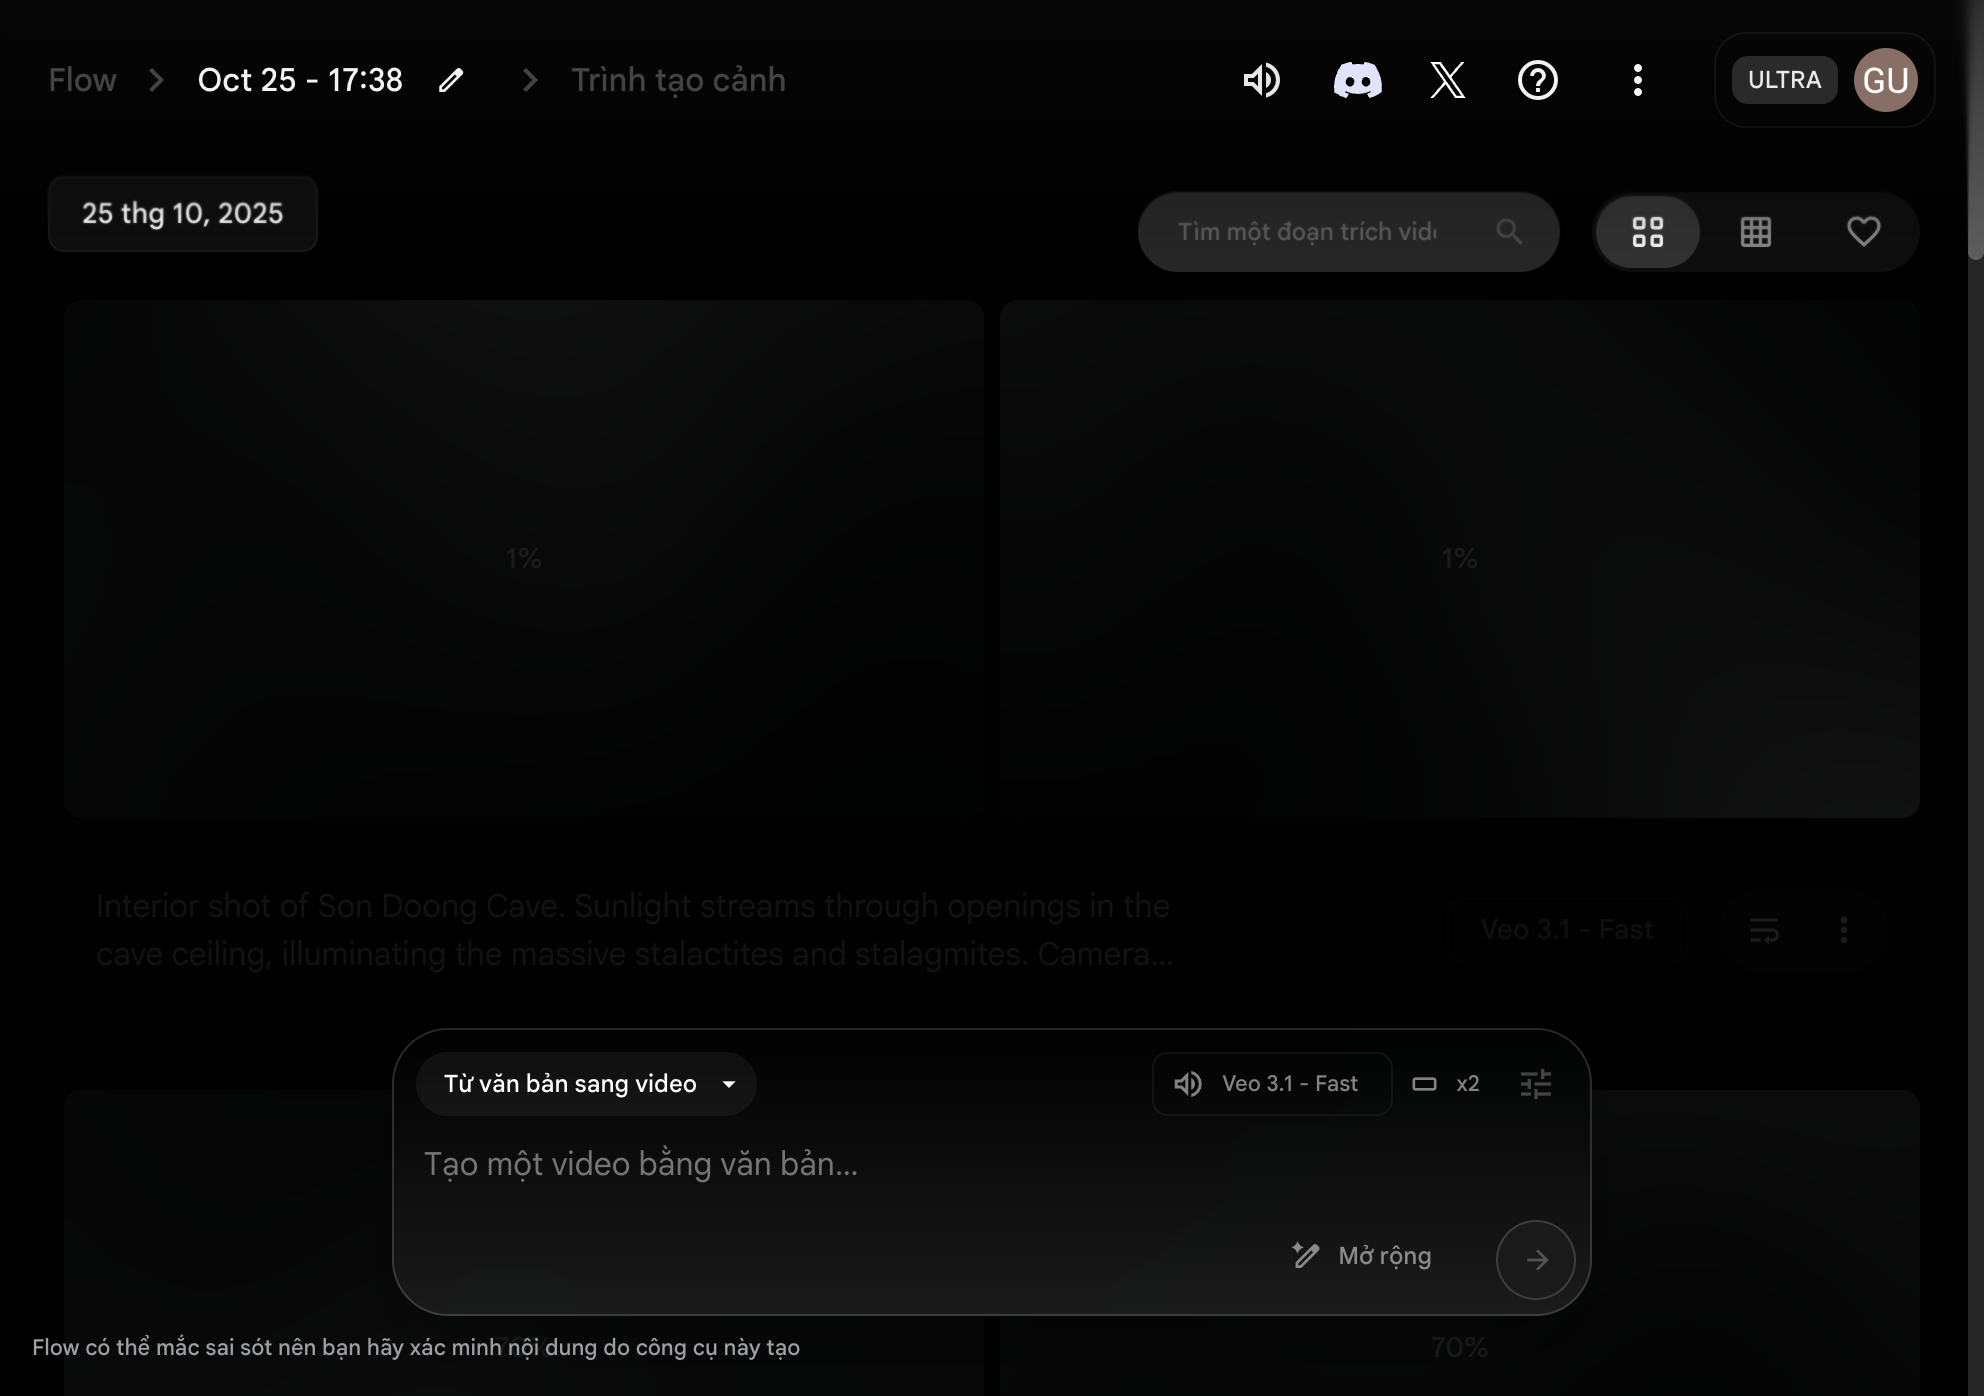 Flow
Oct 25 - 17:38
Trình tạo cảnh
ULTRA
GU
25 thg 10, 2025
Tìm một đoạn trích
1%
1%
Interior shot of Son Doong Cave. Sunlight streams through openings in the
cave ceiling, illuminating the massive stalactites and stalagmites. Camera...
Veo 3.1 - Fast
Từ văn bản sang video
Veo 3.1 - Fast
x2
Tạo một video bằng văn bản...
Mở rộng
Flow có thể mắc sai sót nên bạn hãy xác minh nội dung do công cụ này tạo
70%